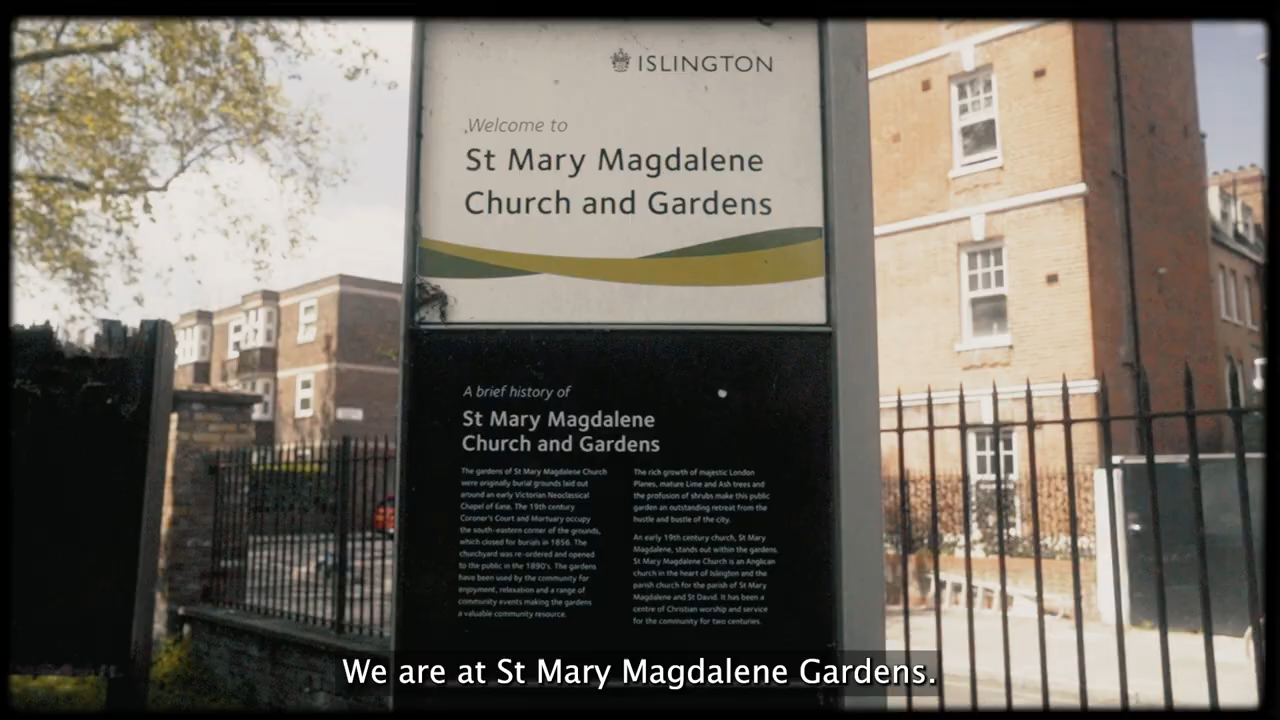 ISLINGTON
Welcome to
St Mary Magdalene
Church and Gardens
A brief history of
St Mary Magdalene
Church and Gardens
The gardens of St Mary Magdalene Church
were originally burial grounds laid out
around an early Victorian Neoclassical
Chapel of Ease. The 19th century
Coroner's Court and Mortuary occupy
the south-eastern corner of the grounds,
which closed for burials in 1856. The
churchyard was re-ordered and opened
to the public in the 1890's. The gardens
have been used by the community for
enjoyment, relaxation and a range of
community events making the gardens
a valuable community resource.
The rich growth of majestic London
Planes, mature Lime and Ash trees and
the profusion of shrubs make this public
garden an outstanding retreat from the
hustle and bustle of the city.
An early 19th century church, St Mary
Magdalene, stands out within the gardens.
St Mary Magdalene Church is an Anglican
church in the heart of Islington and the
parish church for the parish of St Mary
Magdalene and St David. It has been a
centre of Christian worship and service
for the community for two centuries.
We are at St Mary Magdalene Gardens.